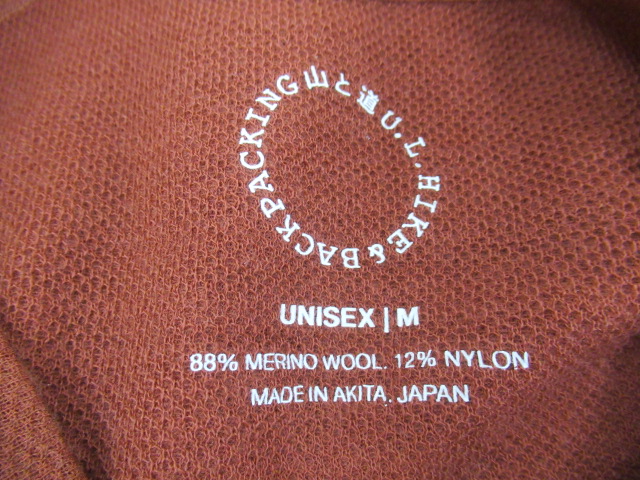 山と道 U.L. HIKE & BACKPACKING
UNISEX | M
88% MERINO WOOL. 12% NYLON
MADE IN AKITA. JAPAN